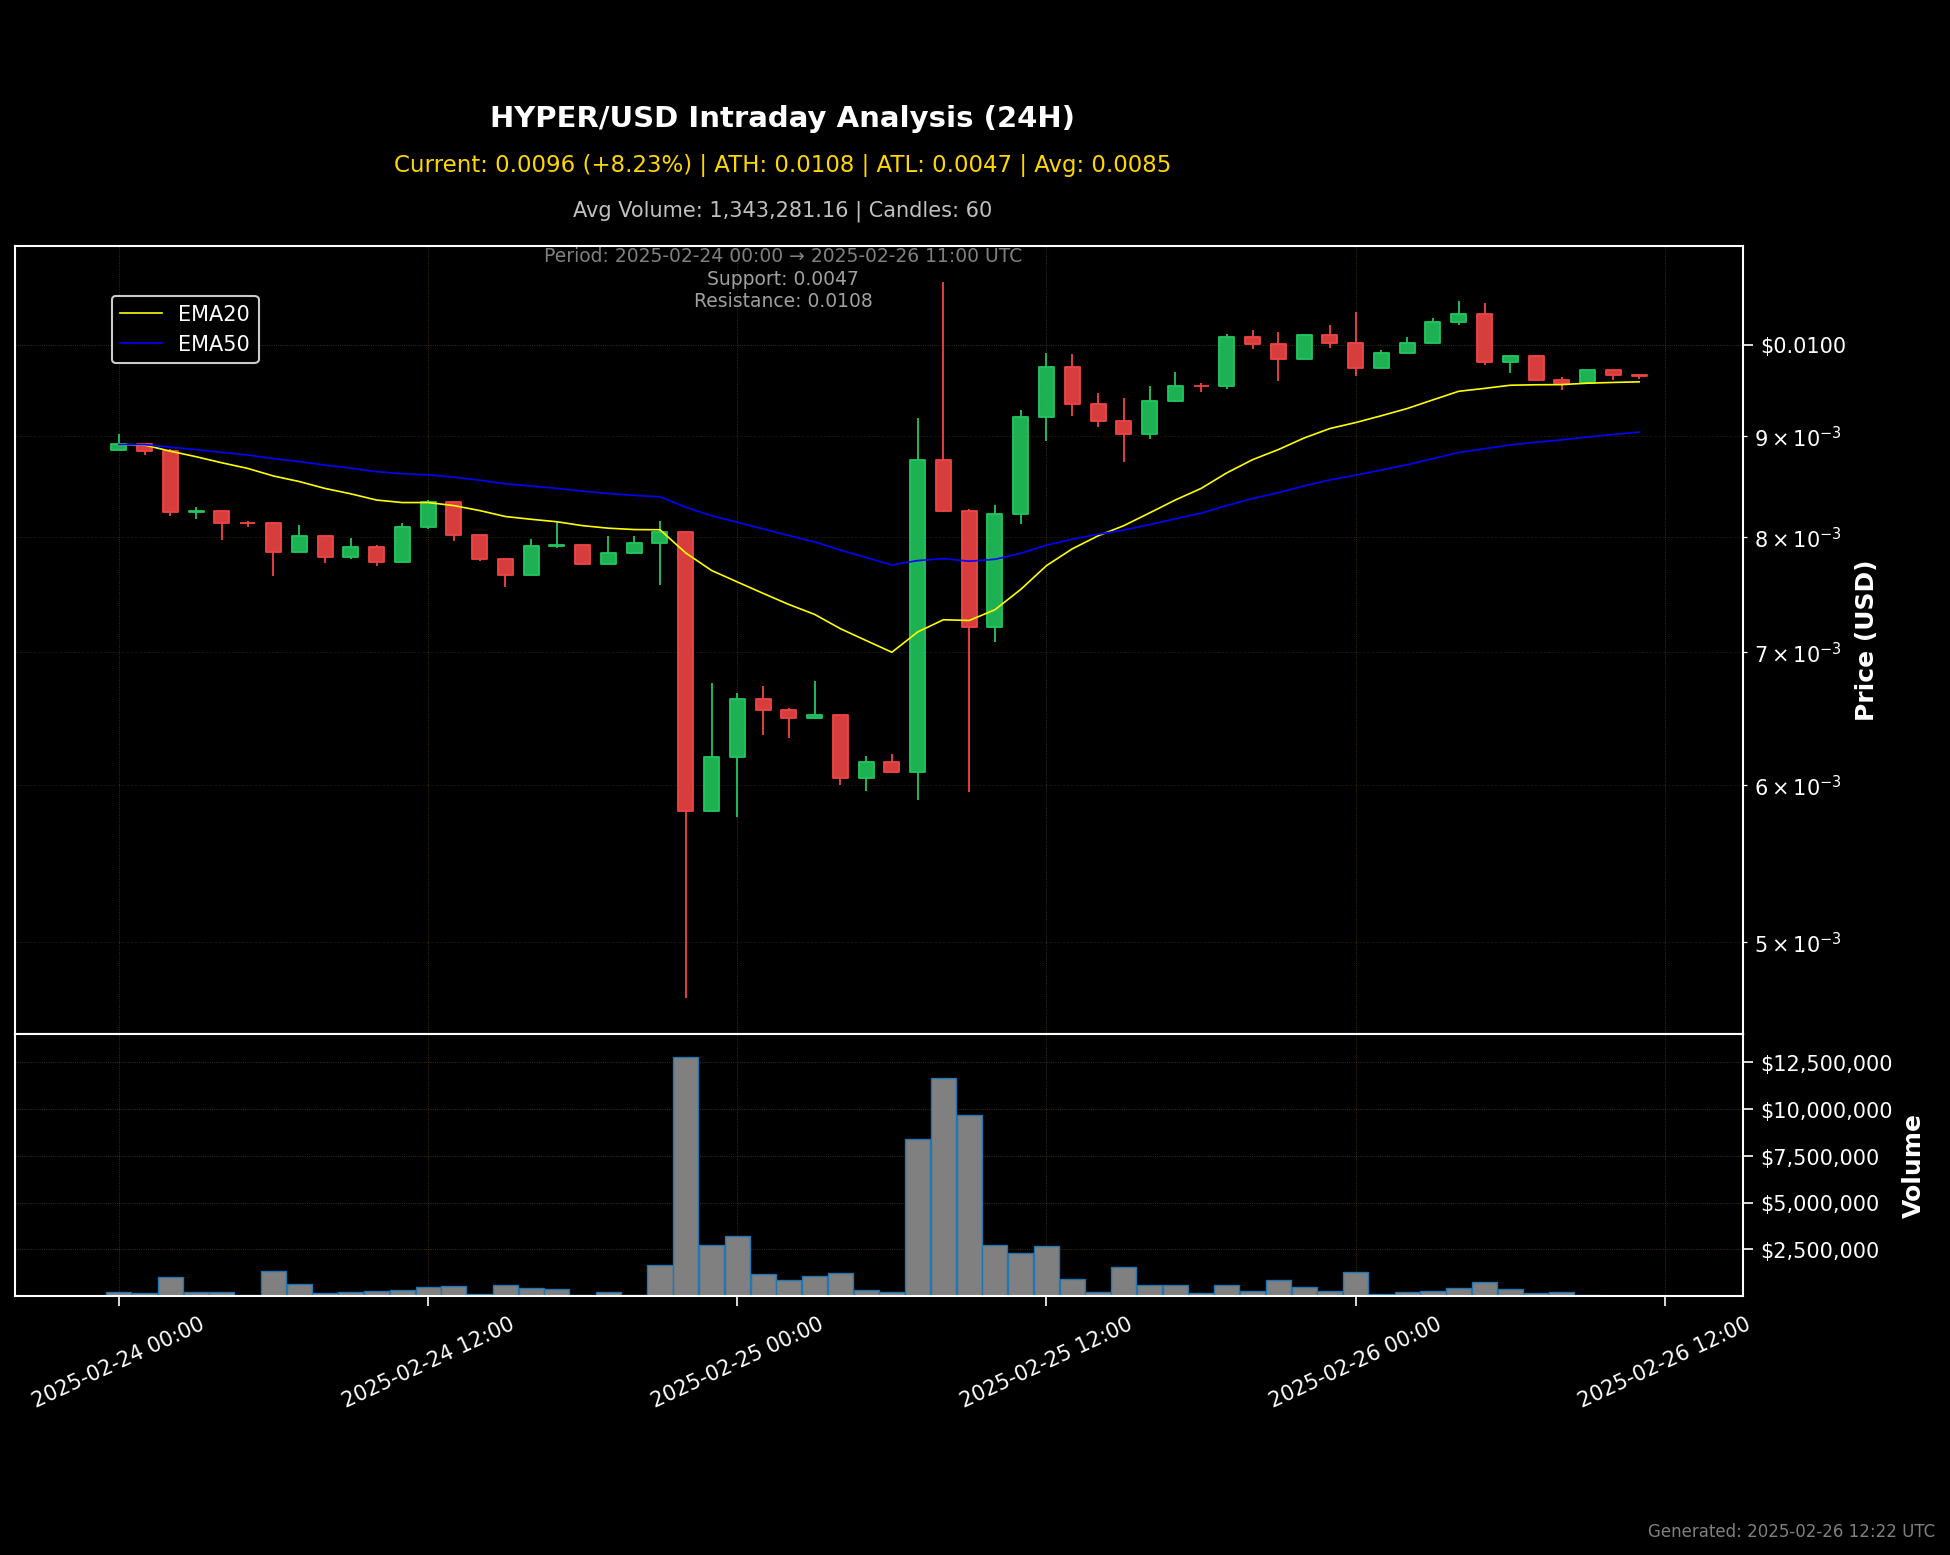 HYPER/USD Intraday Analysis (24H)
Current: 0.0096 (+8.23%) | ATH: 0.0108 | ATL: 0.0047 | Avg: 0.0085
Avg Volume: 1,343,281.16 | Candles: 60
Period: 2025-02-24 00:00 → 2025-02-26 11:00 UTC
Support: 0.0047
Resistance: 0.0108
EMA20
EMA50
$0.0100
9 × 10⁻³
8 × 10⁻³
7 × 10⁻³
6 × 10⁻³
5 × 10⁻³
Price (USD)
$12,500,000
$10,000,000
$7,500,000
$5,000,000
$2,500,000
Volume
2025-02-24 00:00
2025-02-24 12:00
2025-02-25 00:00
2025-02-25 12:00
2025-02-26 00:00
2025-02-26 12:00
Generated: 2025-02-26 12:22 UTC